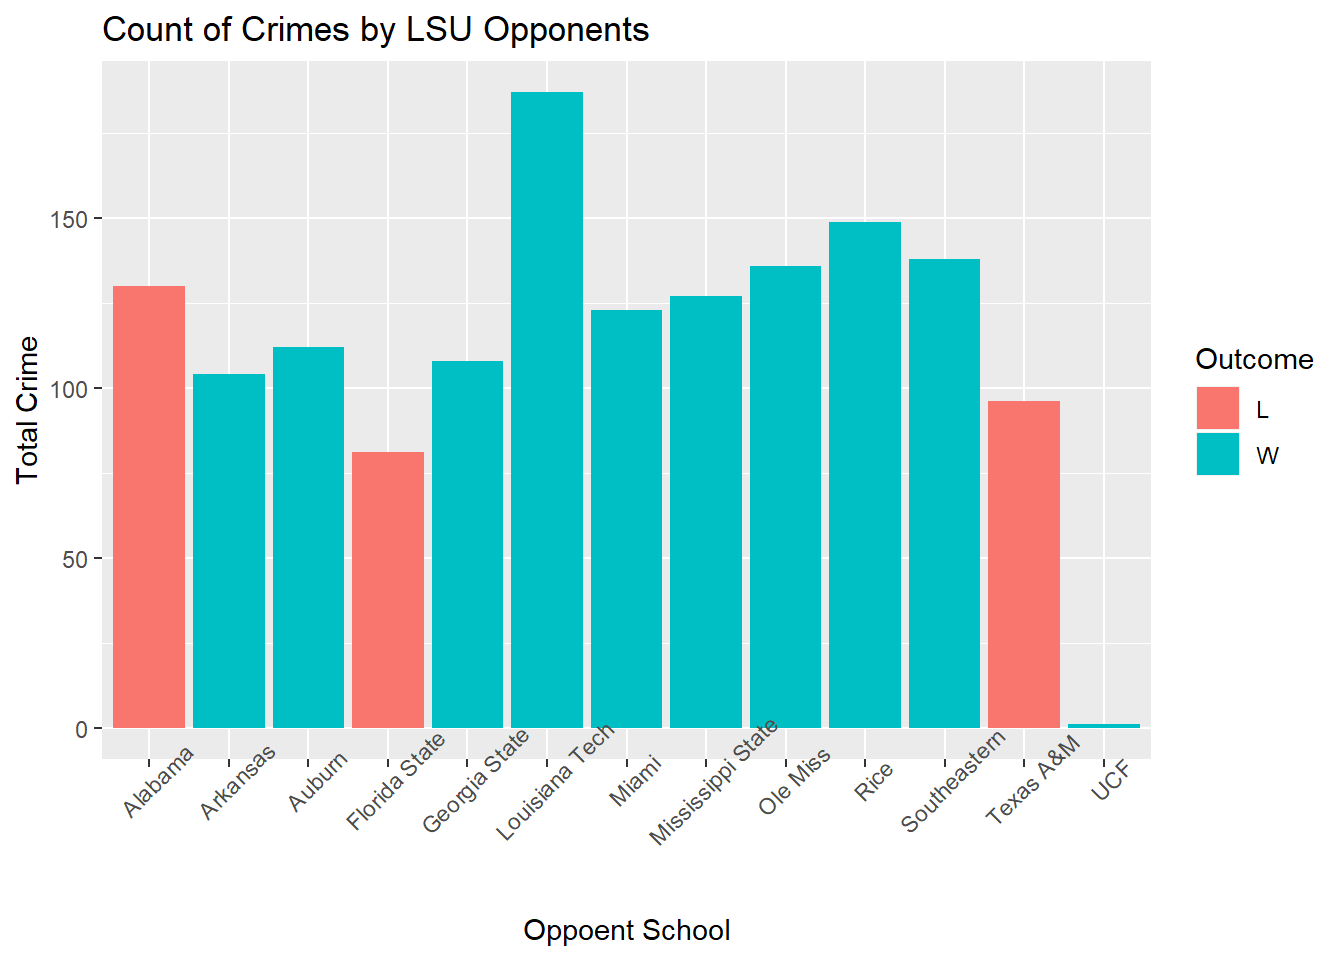 Count of Crimes by LSU Opponents
Total Crime
150
100
50
0
Alabama
Arkansas
Auburn
Florida State
Georgia State
Louisiana Tech
Miami
Mississippi State
Ole Miss
Rice
Southeastern
Texas A&M
UCF
Oppoent School
Outcome
L
W